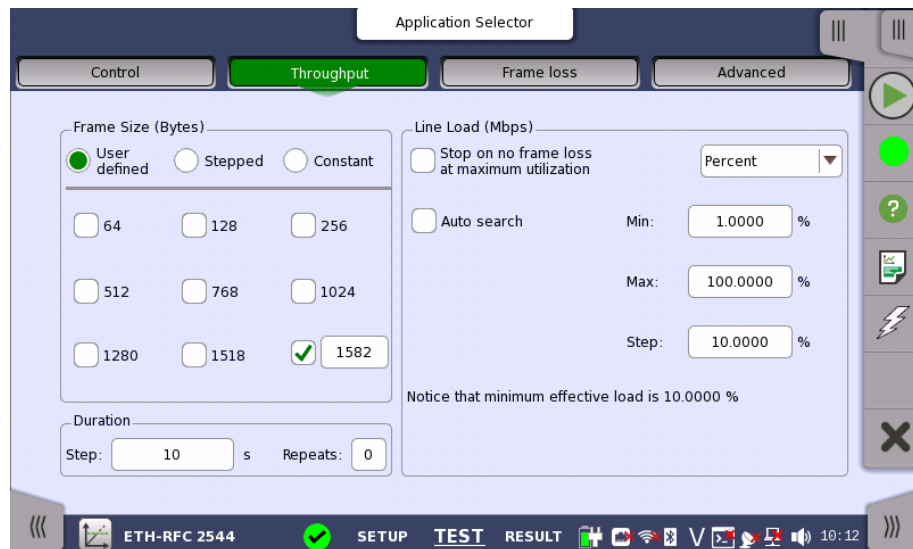 Application Selector
Control
Throughput
Frame loss
Advanced
Frame Size (Bytes)
User
defined
Stepped
Constant
64
128
256
512
768
1024
1280
1518
1582
Duration
Step:
10
s
Repeats:
0
Line Load (Mbps)
Stop on no frame loss
at maximum utilization
Percent
Auto search
Min:
1.0000
%
Max:
100.0000
%
Step:
10.0000
%
Notice that minimum effective load is 10.0000 %
ETH-RFC 2544
SETUP
TEST
RESULT
V
10:12